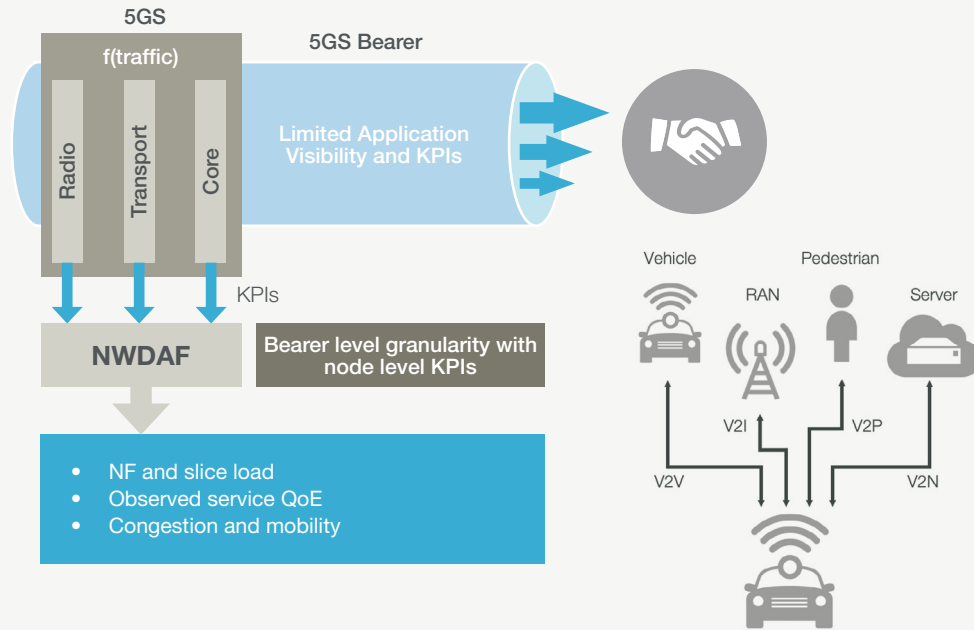 5GS
f(traffic)
5GS Bearer
Radio
Transport
Core
Limited Application
Visibility and KPIs
KPIs
NWDAF
Bearer level granularity with
node level KPIs
• NF and slice load
• Observed service QoE
• Congestion and mobility
Vehicle
RAN
Pedestrian
Server
V2I
V2P
V2V
V2N